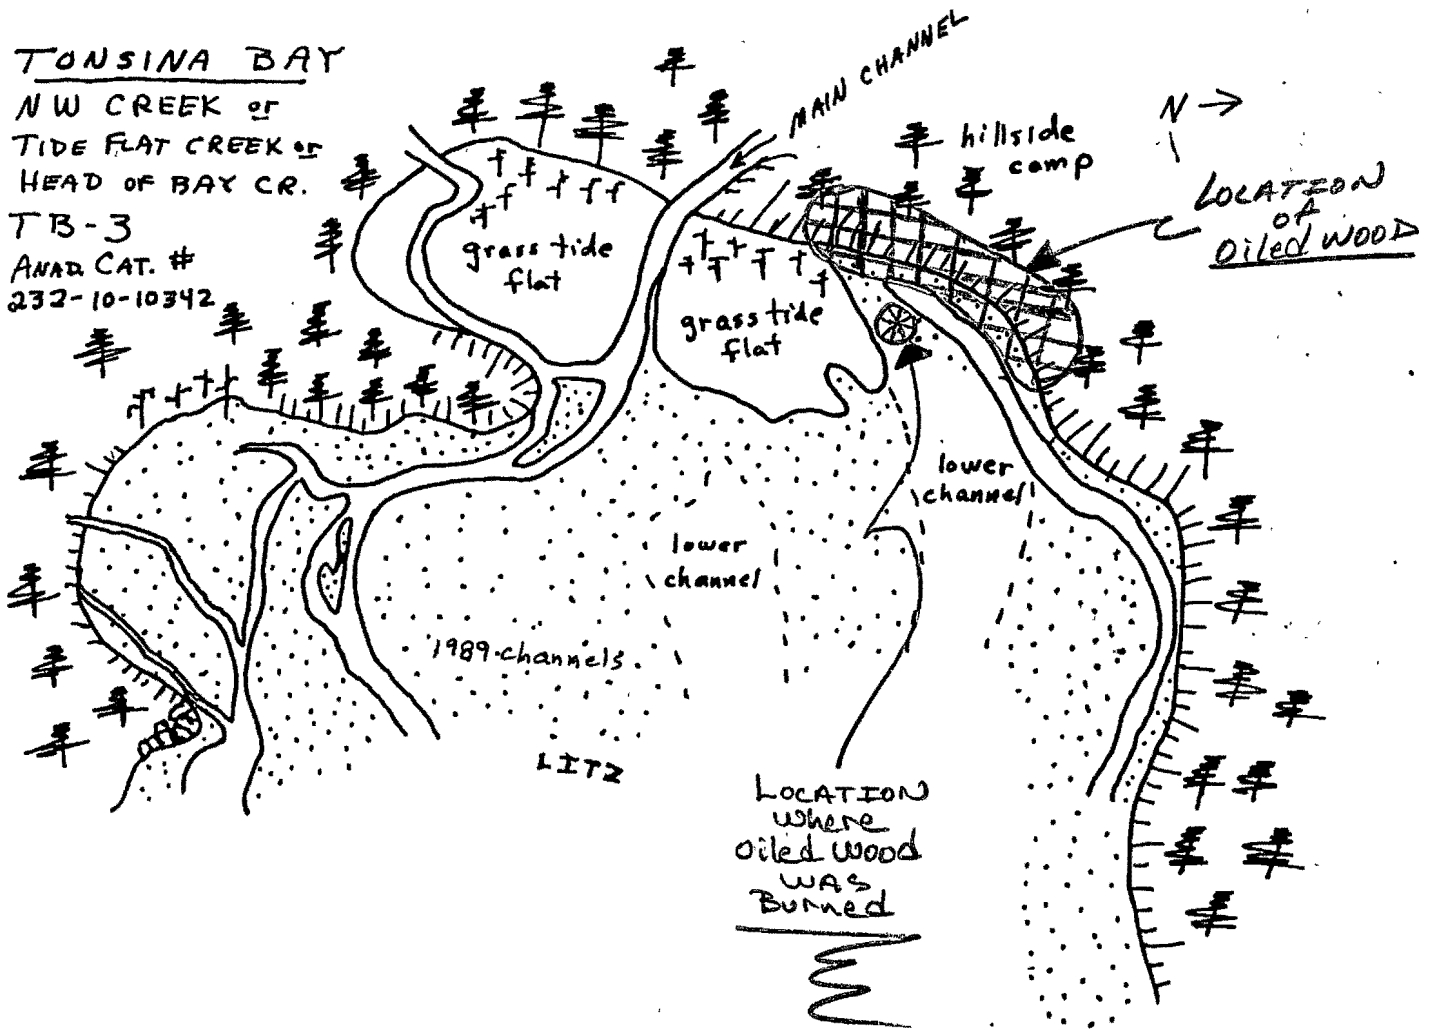 TONSINA BAY
NW CREEK or
TIDE FLAT CREEK or
HEAD OF BAY CR.
TB-3
ANAD. CAT. #
232-10-10342
MAIN CHANNEL
N →
hillside
camp
LOCATION
OF
Oiled WOOD
grass tide
flat
grass tide
flat
lower
channel
lower
channel
1989-channels
LITZ
LOCATION
Where
Oiled Wood
WAS
Burned